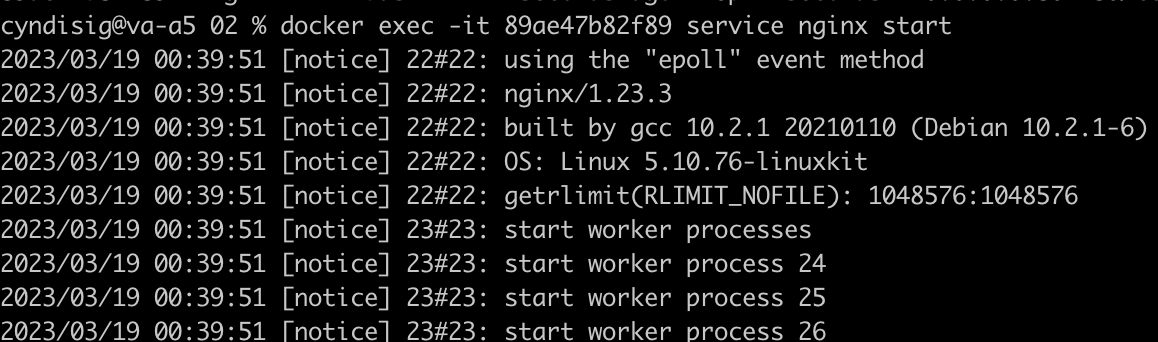 cyndisig@va-a5 02 % docker exec -it 89ae47b82f89 service nginx start
2023/03/19 00:39:51 [notice] 22#22: using the "epoll" event method
2023/03/19 00:39:51 [notice] 22#22: nginx/1.23.3
2023/03/19 00:39:51 [notice] 22#22: built by gcc 10.2.1 20210110 (Debian 10.2.1-6)
2023/03/19 00:39:51 [notice] 22#22: OS: Linux 5.10.76-linuxkit
2023/03/19 00:39:51 [notice] 22#22: getrlimit(RLIMIT_NOFILE): 1048576:1048576
2023/03/19 00:39:51 [notice] 23#23: start worker processes
2023/03/19 00:39:51 [notice] 23#23: start worker process 24
2023/03/19 00:39:51 [notice] 23#23: start worker process 25
2023/03/19 00:39:51 [notice] 23#23: start worker process 26